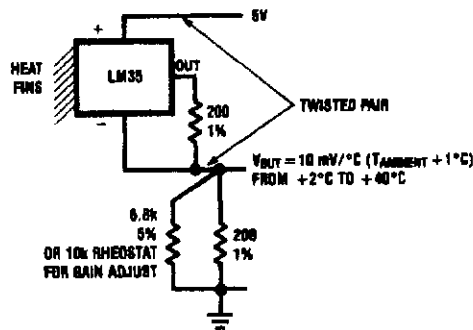 +
5V
HEAT
FINS
LM35
OUT
200
1%
TWISTED PAIR
−
VOUT = 10 mV/°C (TAMBIENT + 1°C)
FROM +2°C TO +40°C
6.8k
5%
OR 10k RHEOSTAT
FOR GAIN ADJUST
200
1%